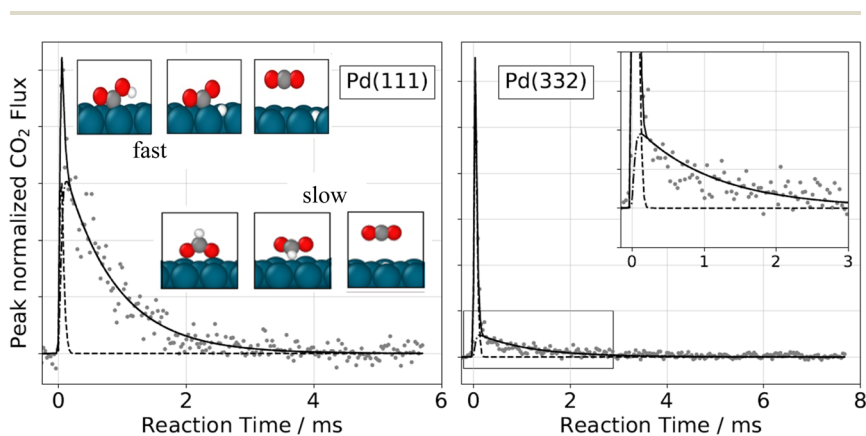 Pd(111)
Pd(332)
fast
slow
Peak normalized CO₂ Flux
0 1 2 3
0 2 4 6
0 2 4 6 8
Reaction Time / ms
Reaction Time / ms